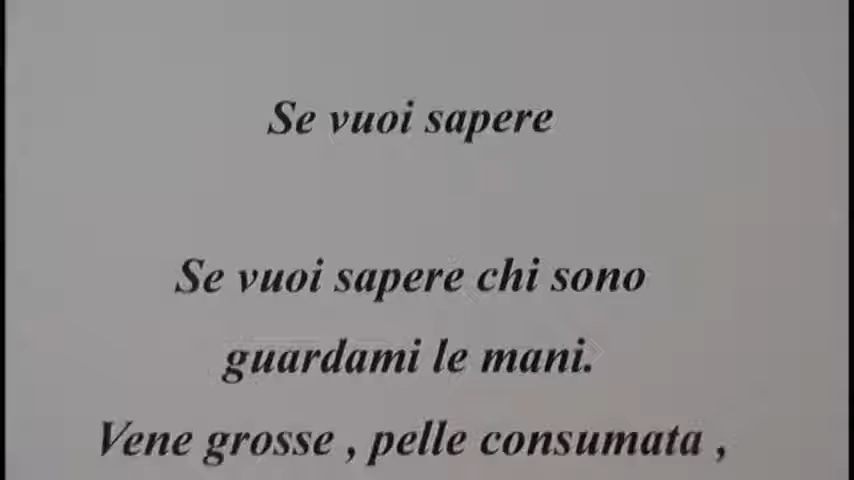 Se vuoi sapere
Se vuoi sapere chi sono
guardami le mani.
Vene grosse , pelle consumata ,